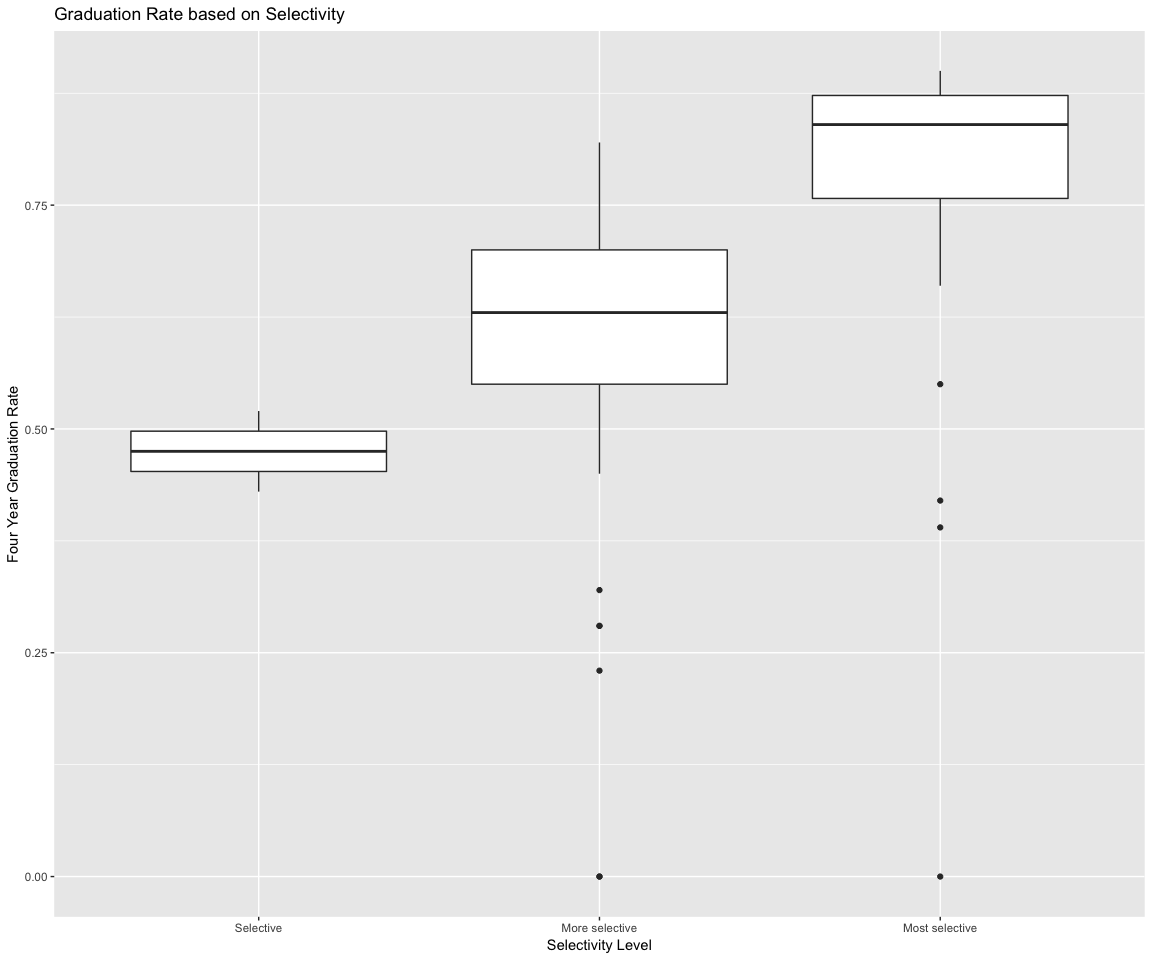 Graduation Rate based on Selectivity
Four Year Graduation Rate
0.75
0.50
0.25
0.00
Selective
More selective
Most selective
Selectivity Level